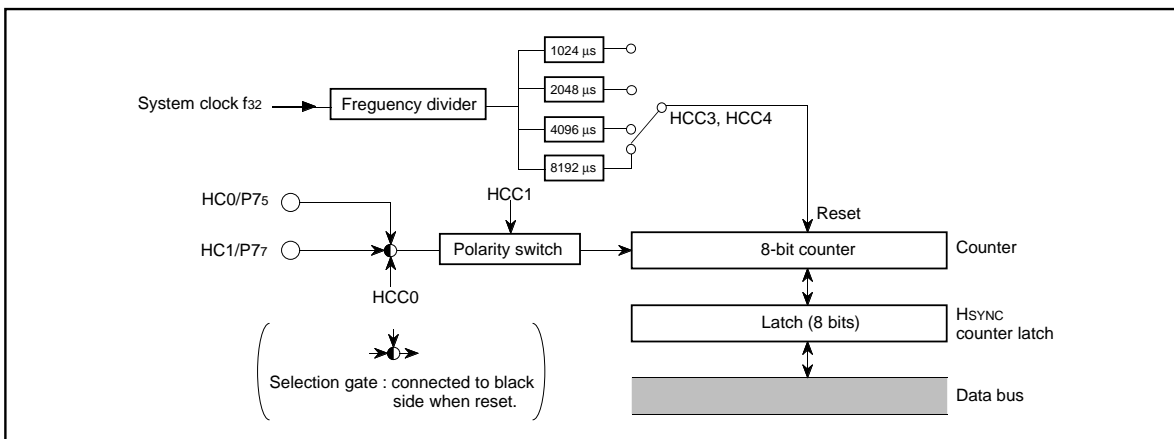 1024 µs
2048 µs
System clock f32
Freguency divider
HCC3, HCC4
4096 µs
8192 µs
HCC1
HC0/P75
Reset
HC1/P77
Polarity switch
8-bit counter
Counter
HCC0
Latch (8 bits)
HSYNC
counter latch
Selection gate : connected to black
side when reset.
Data bus